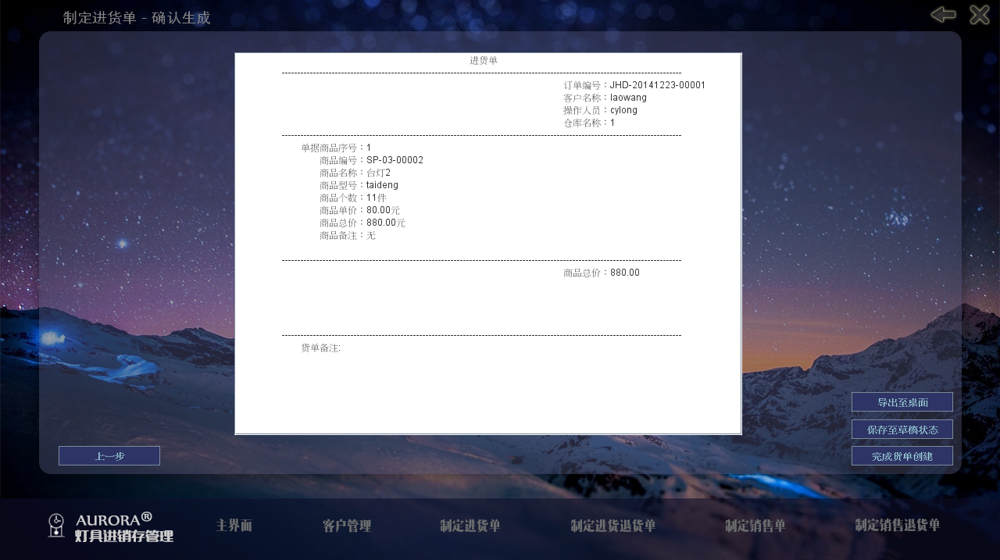 制定进货单 - 确认生成
进货单
订单编号：JHD-20141223-00001
客户名称：laowang
操作人员：cylong
仓库名称：1
单据商品序号：1
商品编号：SP-03-00002
商品名称：台灯2
商品型号：taideng
商品个数：11件
商品单价：80.00元
商品总价：880.00元
商品备注：无
商品总价：880.00
货单备注:
导出至桌面
保存至草稿状态
上一步
完成货单创建
AURORA®
灯具进销存管理
主界面
客户管理
制定进货单
制定进货退货单
制定销售单
制定销售退货单